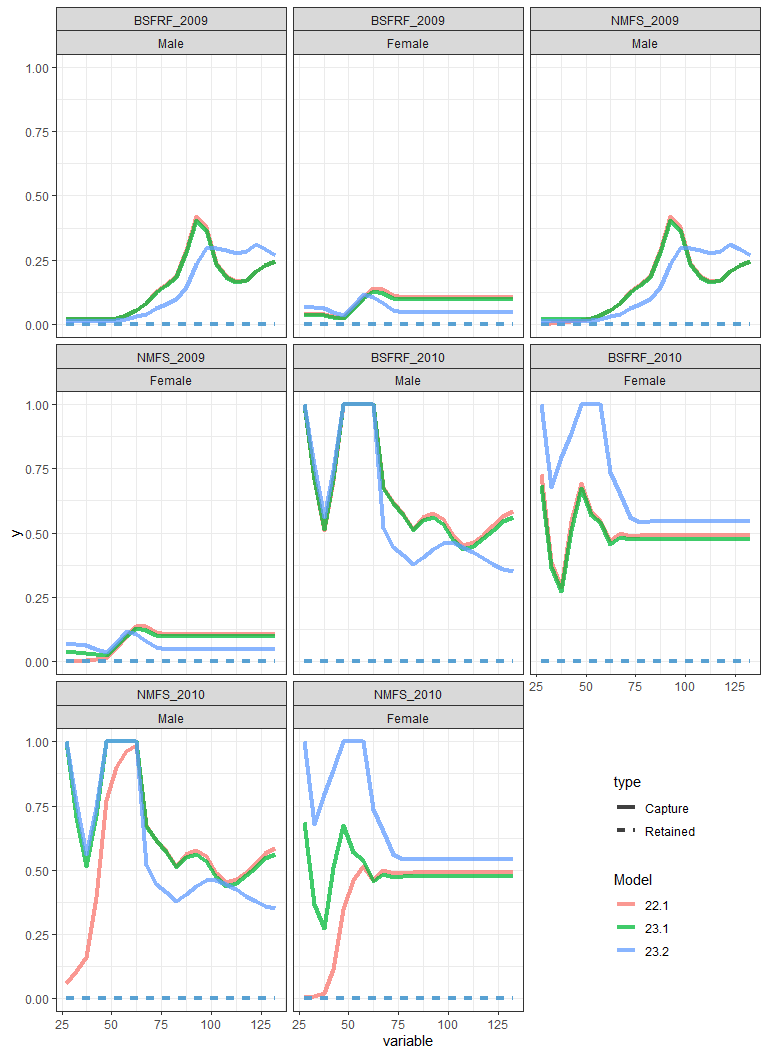 BSFRF_2009 BSFRF_2009 NMFS_2009
Male Female Male
1.00
0.75
0.50
0.25
0.00
NMFS_2009 BSFRF_2010 BSFRF_2010
Female Male Female
1.00
0.75
y
0.50
0.25
0.00
25 50 75 100 125
NMFS_2010 NMFS_2010
Male Female
1.00
0.75
0.50
0.25
0.00
25 50 75 100 125 25 50 75 100 125
variable
type
Capture
Retained
Model
22.1
23.1
23.2